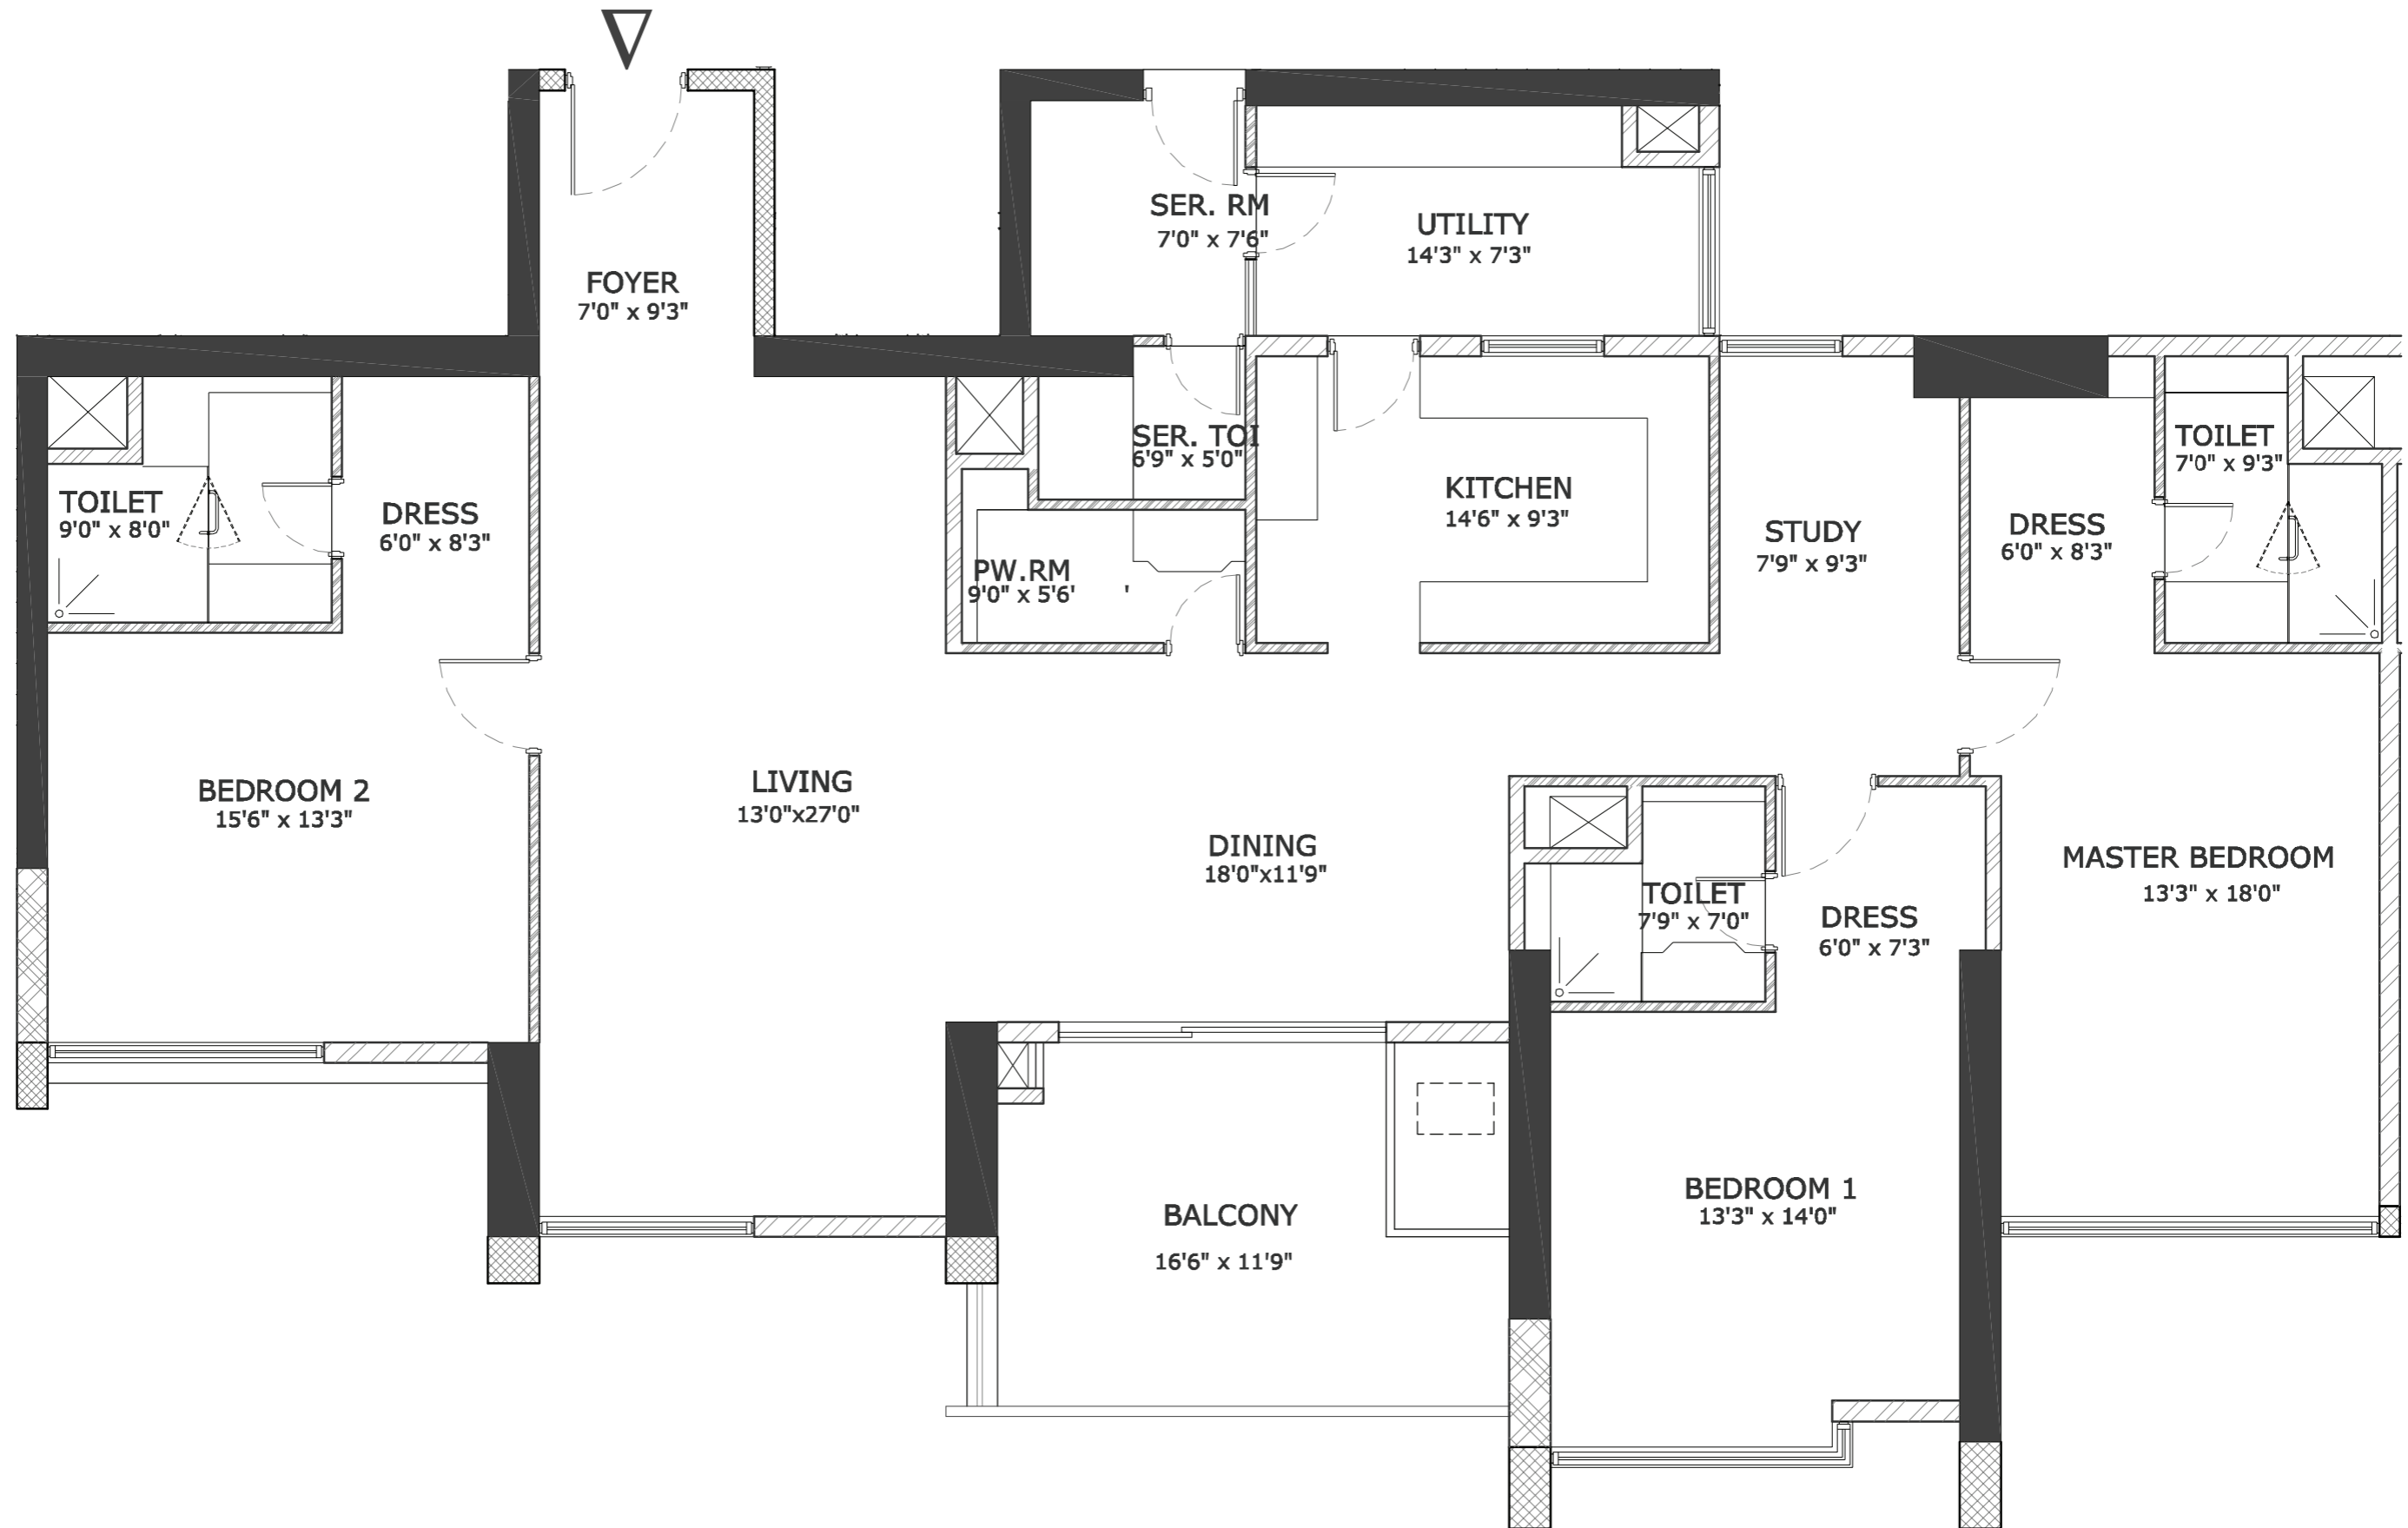 SER. RM
7'0" x 7'6"
UTILITY
14'3" x 7'3"
FOYER
7'0" x 9'3"
TOILET
9'0" x 8'0"
DRESS
6'0" x 8'3"
SER. TOI
6'9" x 5'0"
PW.RM
9'0" x 5'6' '
KITCHEN
14'6" x 9'3"
STUDY
7'9" x 9'3"
DRESS
6'0" x 8'3"
TOILET
7'0" x 9'3"
BEDROOM 2
15'6" x 13'3"
LIVING
13'0"x27'0"
DINING
18'0"x11'9"
TOILET
7'9" x 7'0"
DRESS
6'0" x 7'3"
MASTER BEDROOM
13'3" x 18'0"
BALCONY
16'6" x 11'9"
BEDROOM 1
13'3" x 14'0"